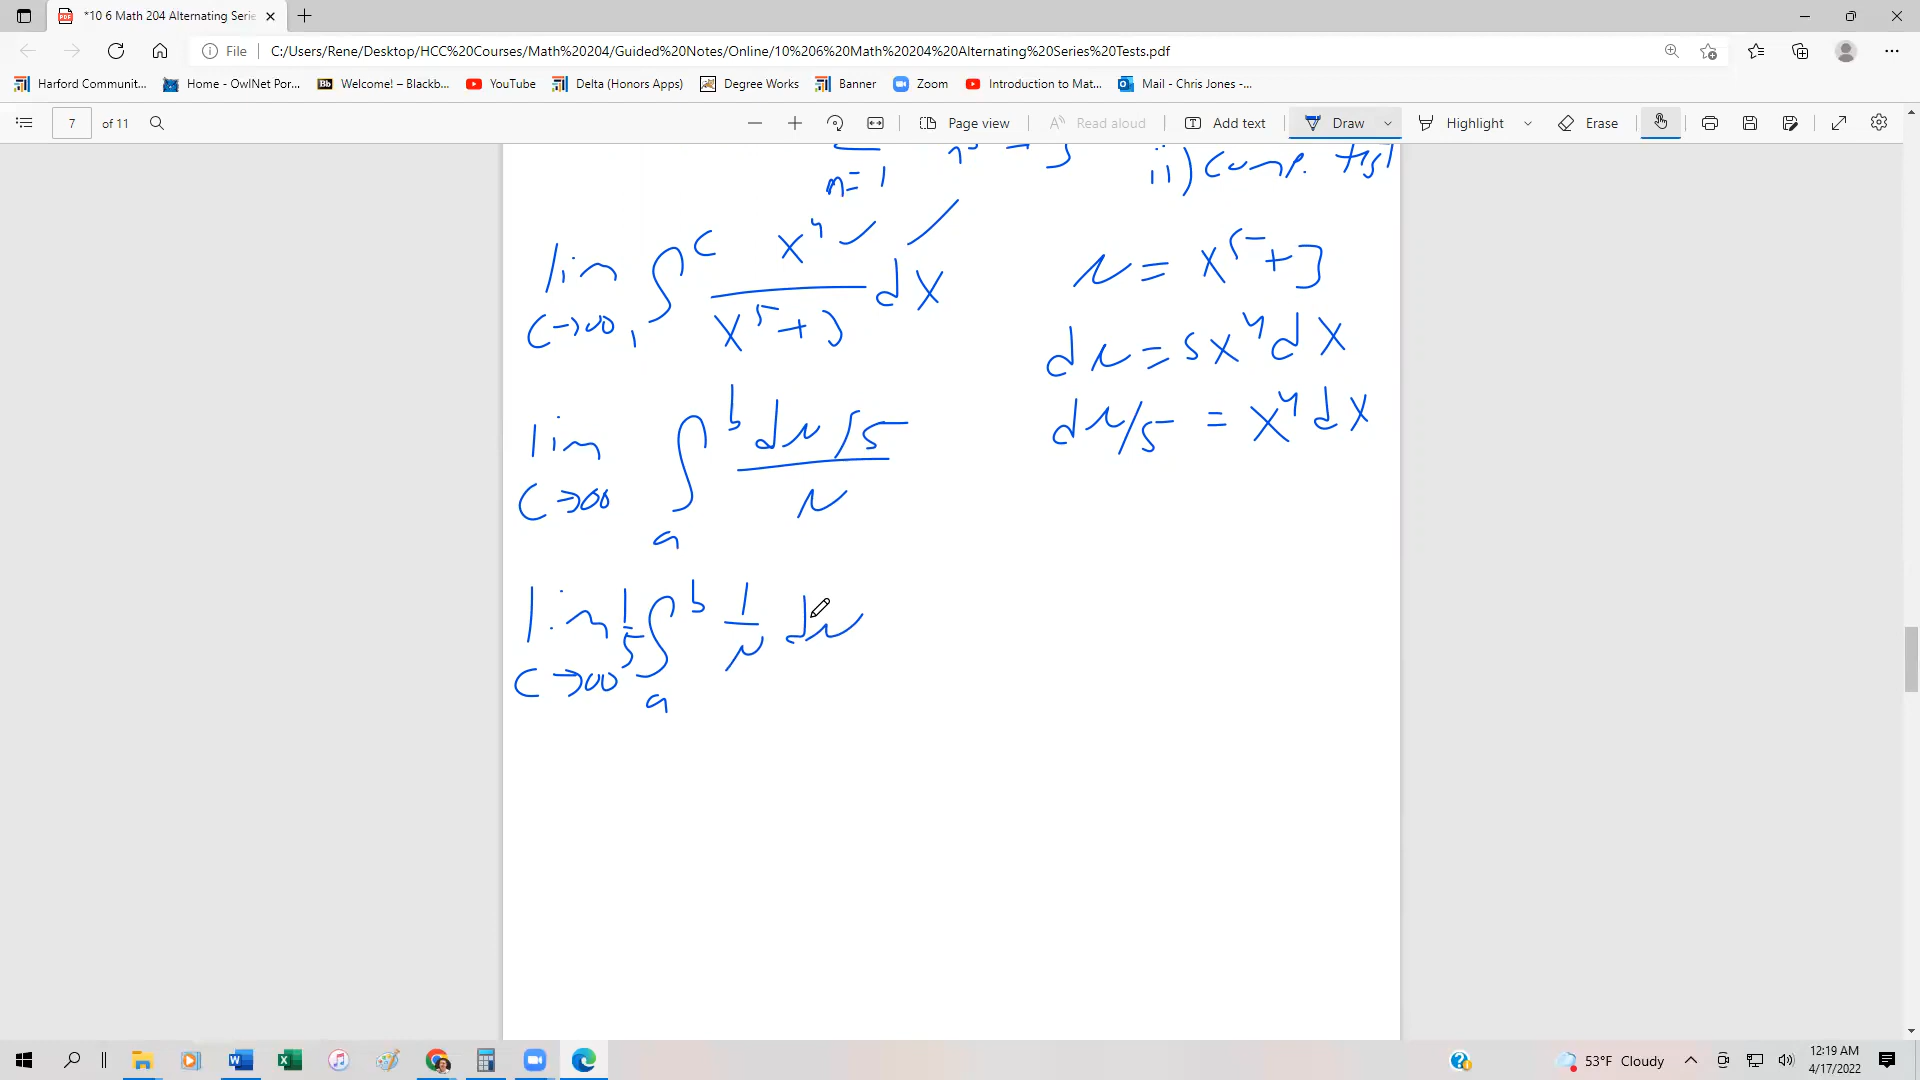 *10 6 Math 204 Alternating Serie
File C:/Users/Rene/Desktop/HCC%20Courses/Math%20204/Guided%20Notes/Online/10%206%20Math%20204%20Alternating%20Series%20Tests.pdf
Harford Communit... Home - OwlNet Por... Bb Welcome! – Blackb... YouTube Delta (Honors Apps) Degree Works Banner Zoom Introduction to Mat... Mail - Chris Jones -...
7 of 11 Page view Read aloud Add text Draw Highlight Erase
n=1 ii) comp. test
lim c→∞ ∫₁^c x⁴/(x⁵+3) dx
u = x⁵+3
du = 5x⁴dx
du/5 = x⁴dx
lim c→∞ ∫ₐᵇ (du/5)/u
lim c→∞ 1/5 ∫ₐᵇ 1/u du
53°F Cloudy
12:19 AM
4/17/2022